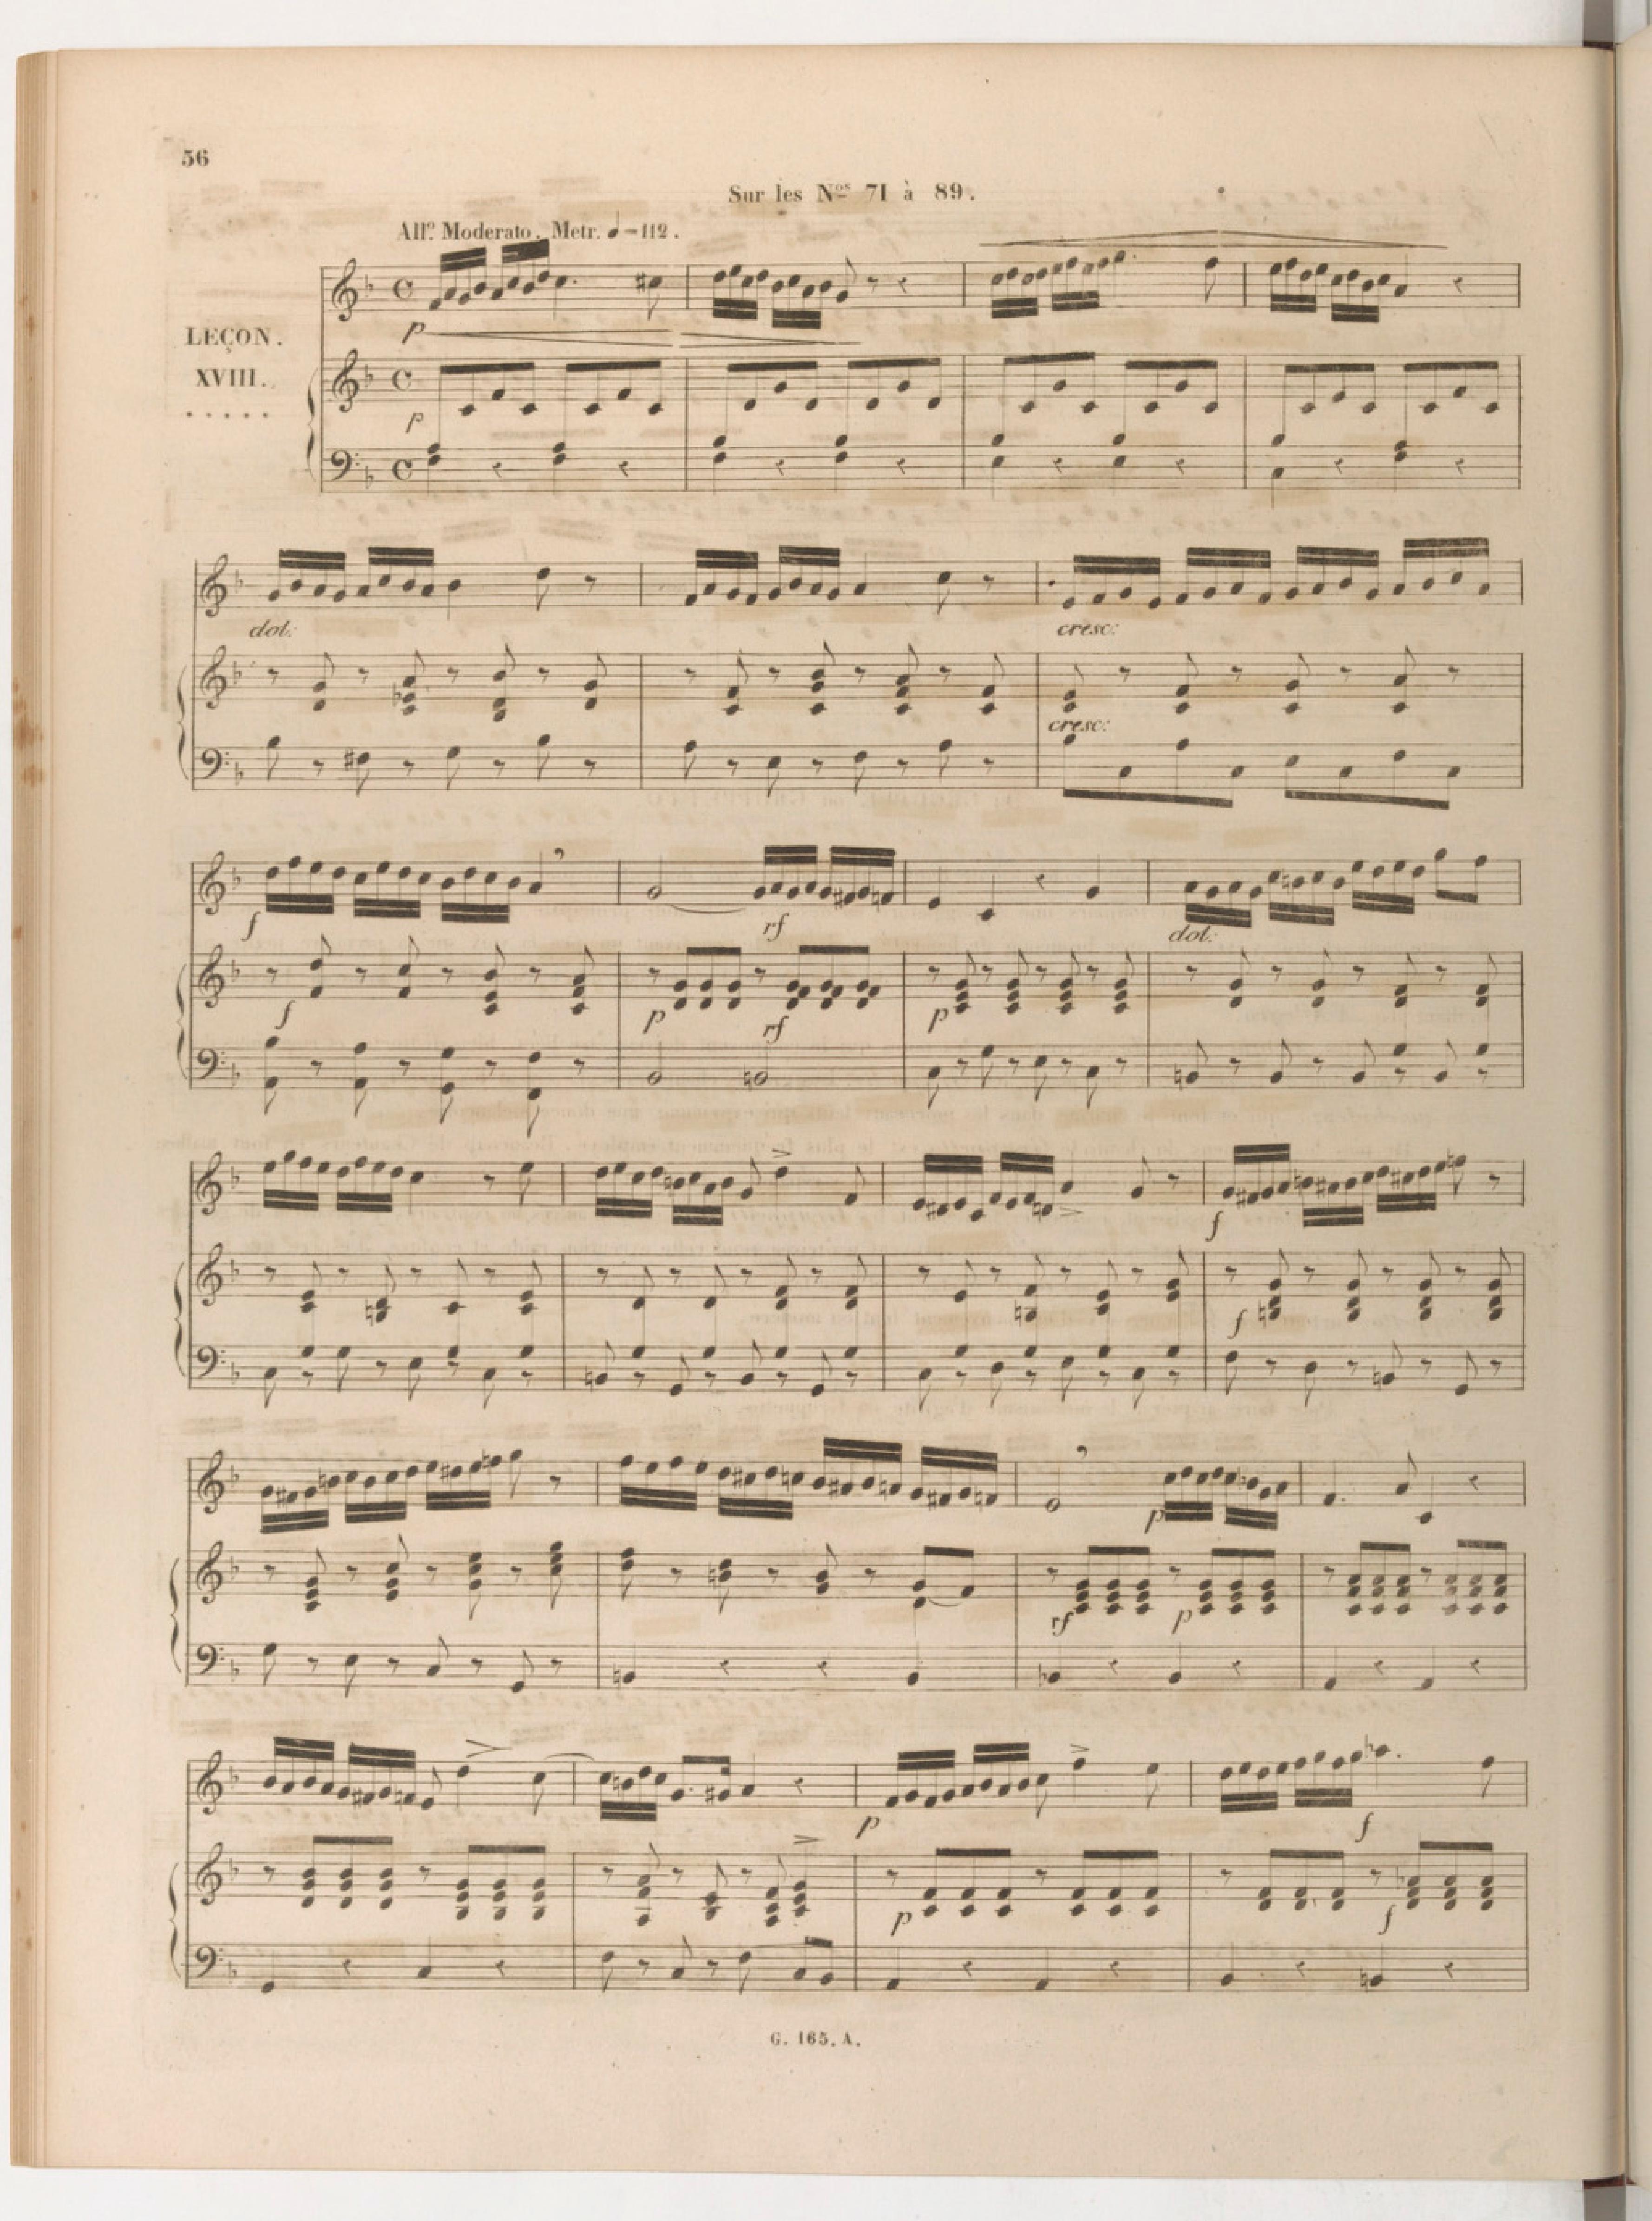 56
Sur les Nos 71 à 89.
All.º Moderato. Metr. ♩=112.
LEÇON.
XVIII.
.....
p
p
dol:
cresc:
cresc:
f
rf
dol:
f
p
rf
p
f
f
p
rf
p
p
f
p
f
G. 165. A.